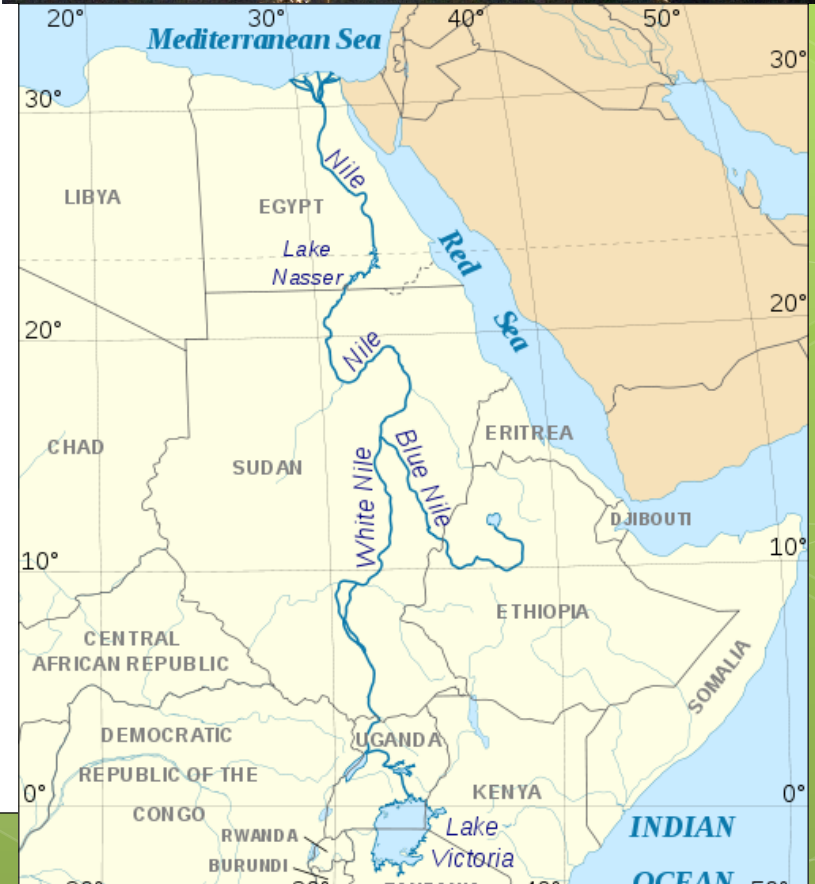 20°
30°
40°
50°
Mediterranean Sea
30°
30°
Nile
LIBYA
EGYPT
Lake
Nasser
Red
Sea
20°
20°
Nile
CHAD
SUDAN
White Nile
Blue Nile
ERITREA
DJIBOUTI
10°
10°
ETHIOPIA
SOMALIA
CENTRAL
AFRICAN REPUBLIC
DEMOCRATIC
REPUBLIC OF THE
CONGO
UGANDA
KENYA
0°
0°
RWANDA
BURUNDI
Lake
Victoria
INDIAN
OCEAN